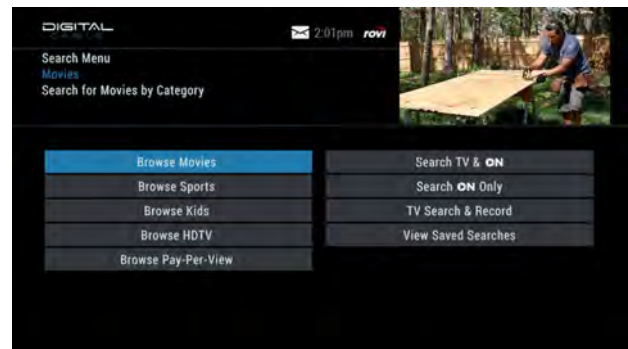 DIGITAL
2:01pm rovi
Search Menu
Movies
Search for Movies by Category
Browse Movies
Search TV & ON
Browse Sports
Search ON Only
Browse Kids
TV Search & Record
Browse HDTV
View Saved Searches
Browse Pay-Per-View